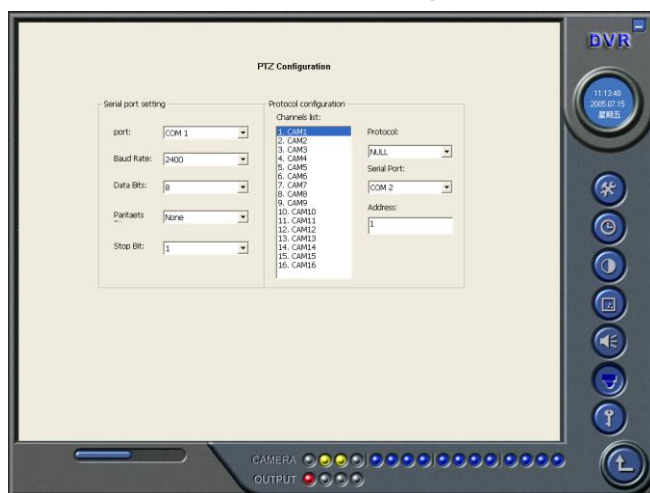 DVR
PTZ Configuration
11:13:40
2005.07.15
星期五
Serial port setting
port:
COM 1
Baud Rate:
2400
Data Bits:
8
Paritaets
None
Stop Bit:
1
Protocol configuration
Channels list:
1. CAM1
2. CAM2
3. CAM3
4. CAM4
5. CAM5
6. CAM6
7. CAM7
8. CAM8
9. CAM9
10. CAM10
11. CAM11
12. CAM12
13. CAM13
14. CAM14
15. CAM15
16. CAM16
Protocol:
NULL
Serial Port:
COM 2
Address:
1
CAMERA
OUTPUT